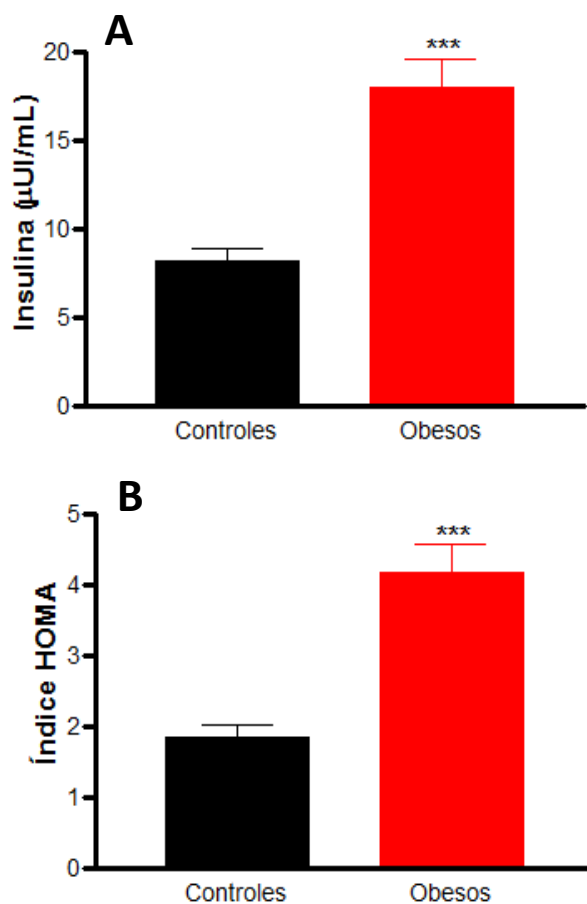 A
***
20
15
10
5
0
Insulina (µUI/mL)
Controles Obesos
B
***
5
4
3
2
1
0
Índice HOMA
Controles Obesos